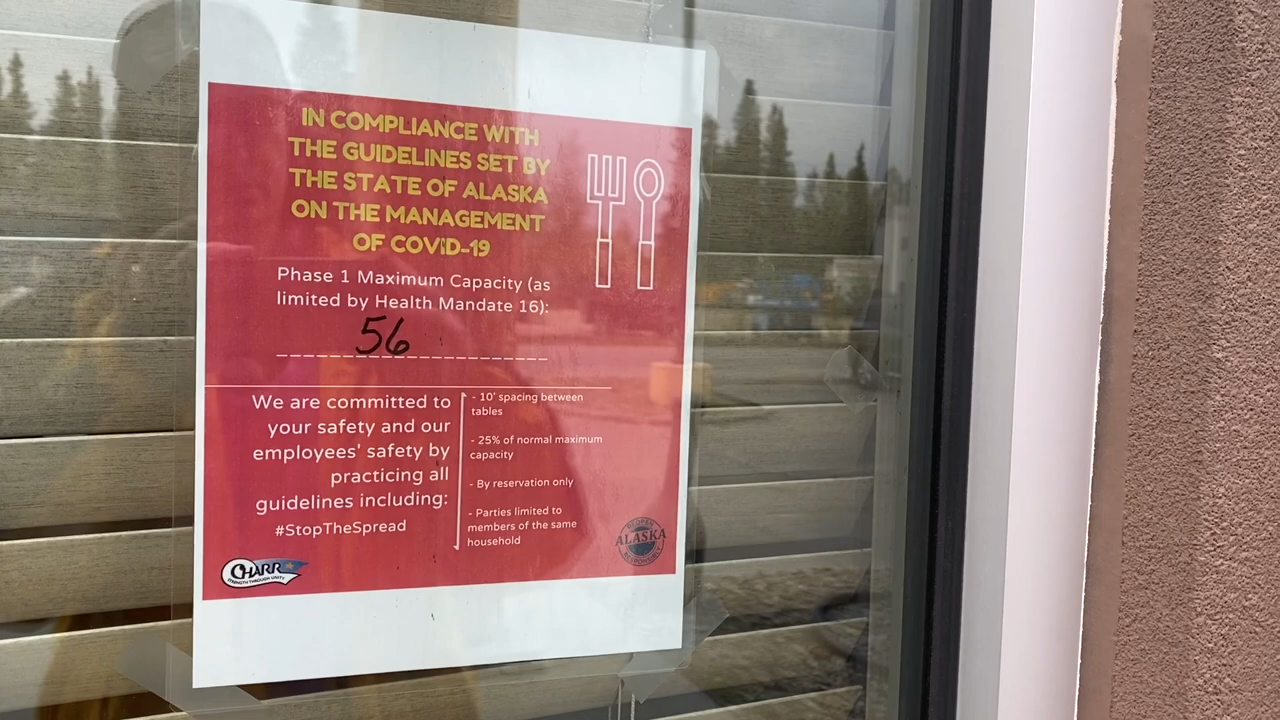 IN COMPLIANCE WITH
THE GUIDELINES SET BY
THE STATE OF ALASKA
ON THE MANAGEMENT
OF COVID-19
Phase 1 Maximum Capacity (as
limited by Health Mandate 16):
56
We are committed to
your safety and our
employees' safety by
practicing all
guidelines including:
#StopTheSpread
- 10' spacing between
tables
- 25% of normal maximum
capacity
- By reservation only
- Parties limited to
members of the same
household
CHARR
STRENGTH THROUGH UNITY
REOPEN
ALASKA
RESPONSIBLY